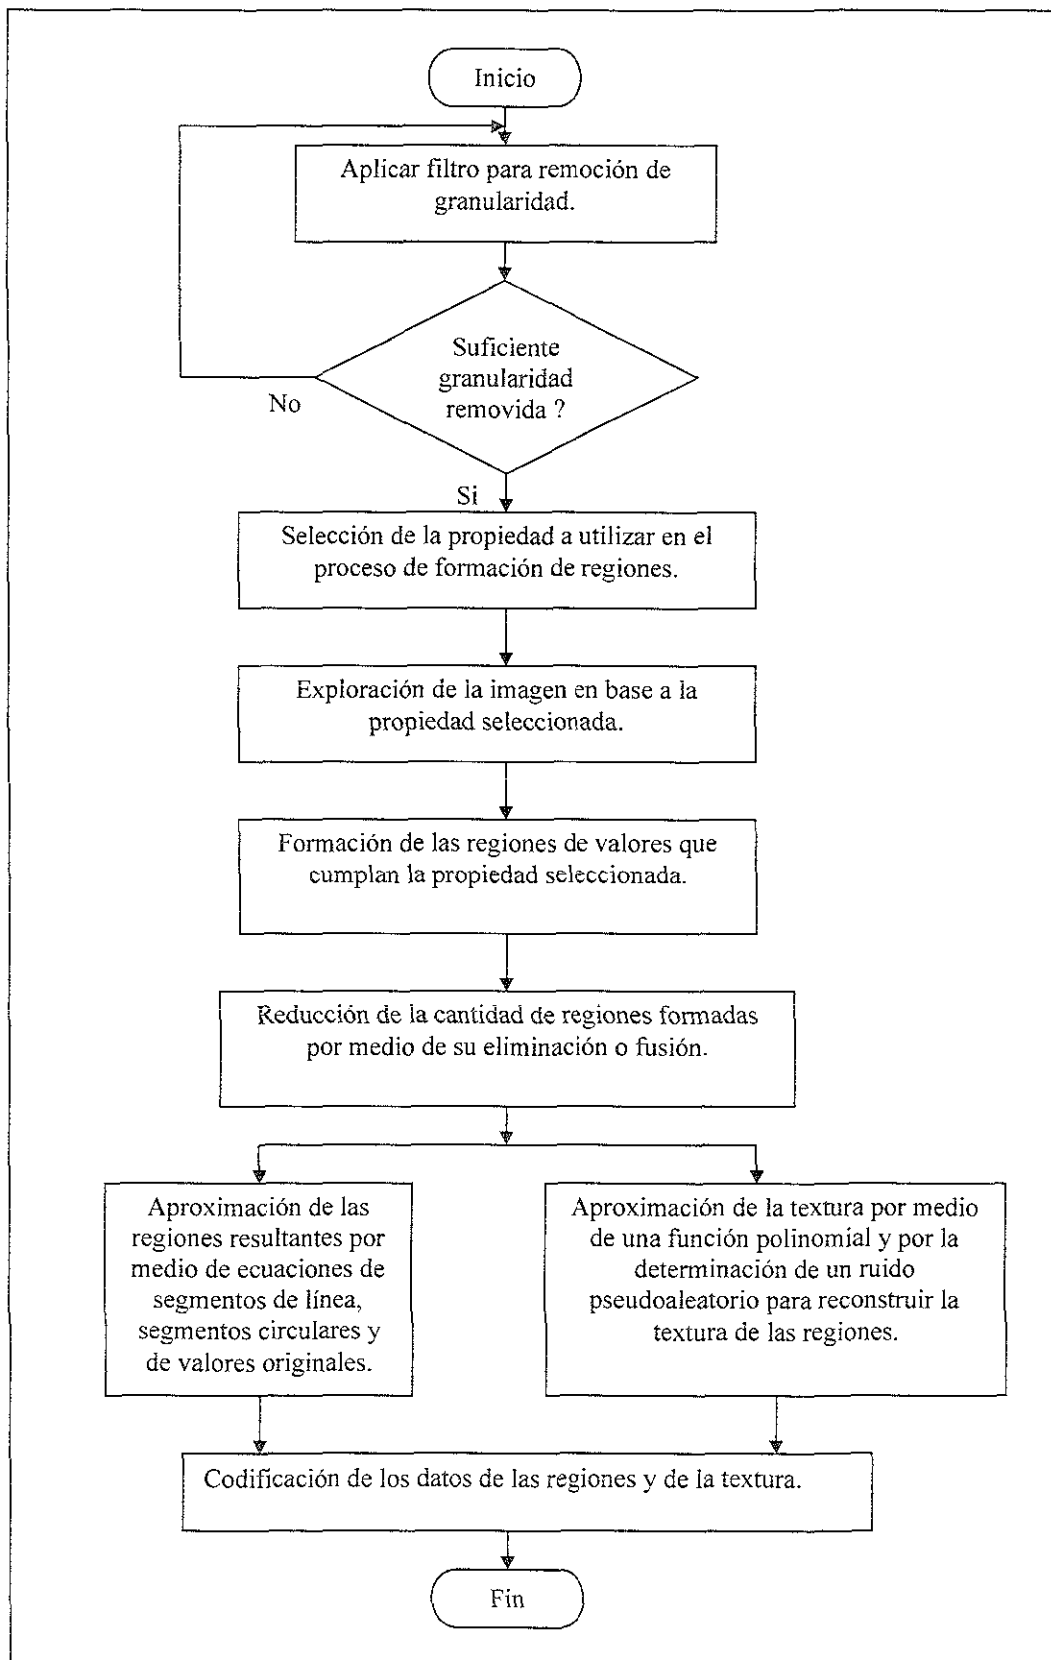 Inicio
Aplicar filtro para remoción de
granularidad.
Suficiente
granularidad
removida ?
No
Si
Selección de la propiedad a utilizar en el
proceso de formación de regiones.
Exploración de la imagen en base a la
propiedad seleccionada.
Formación de las regiones de valores que
cumplan la propiedad seleccionada.
Reducción de la cantidad de regiones formadas
por medio de su eliminación o fusión.
Aproximación de las
regiones resultantes por
medio de ecuaciones de
segmentos de línea,
segmentos circulares y
de valores originales.
Aproximación de la textura por medio
de una función polinomial y por la
determinación de un ruido
pseudoaleatorio para reconstruir la
textura de las regiones.
Codificación de los datos de las regiones y de la textura.
Fin